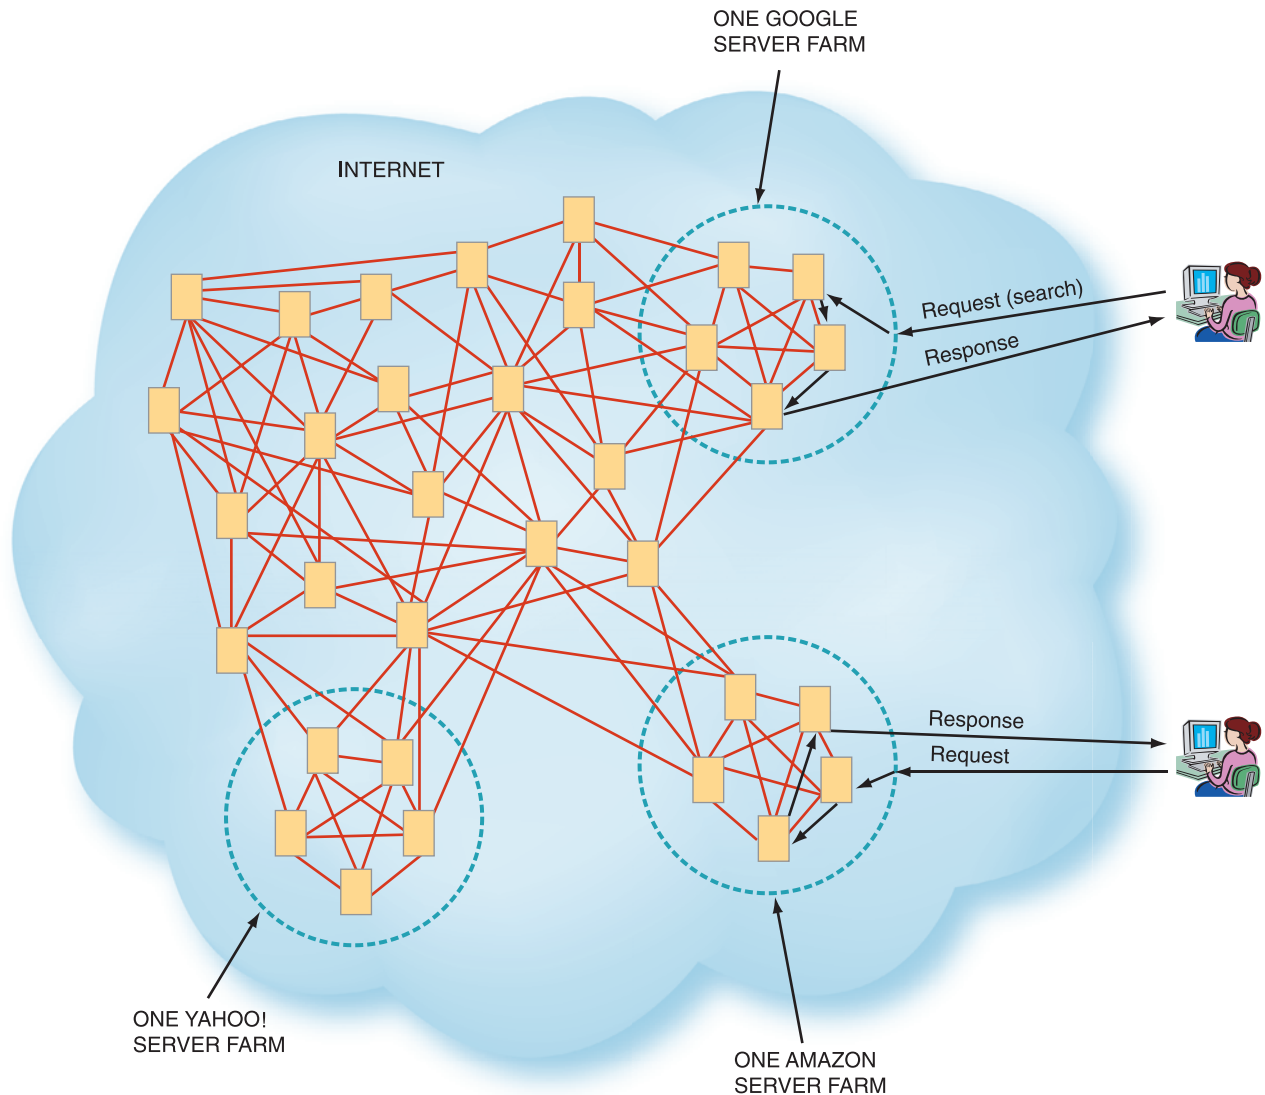 ONE GOOGLE
SERVER FARM
INTERNET
Request (search)
Response
Response
Request
ONE YAHOO!
SERVER FARM
ONE AMAZON
SERVER FARM